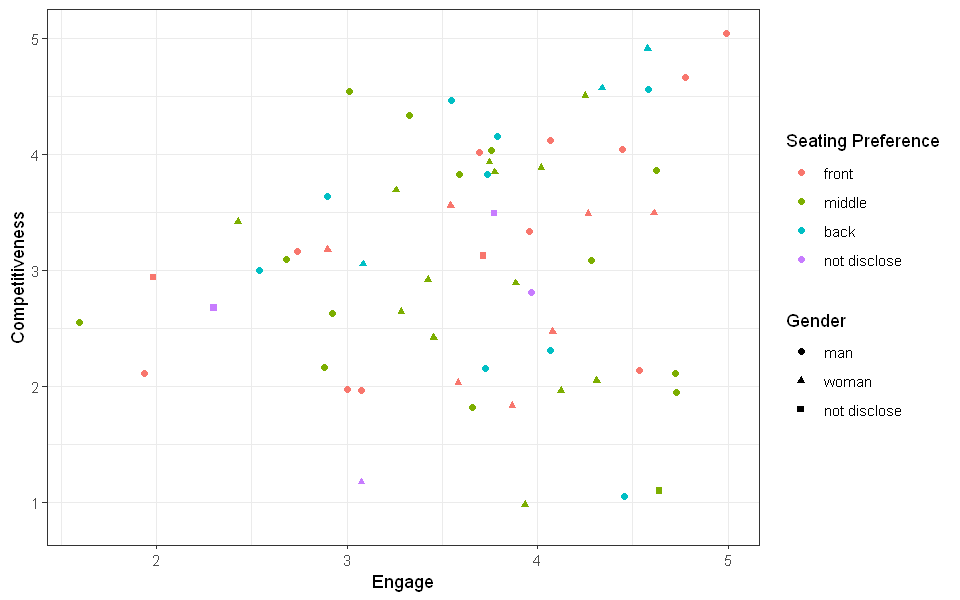 5
4
3
2
1
Competitiveness
2 3 4 5
Engage
Seating Preference
front
middle
back
not disclose
Gender
man
woman
not disclose